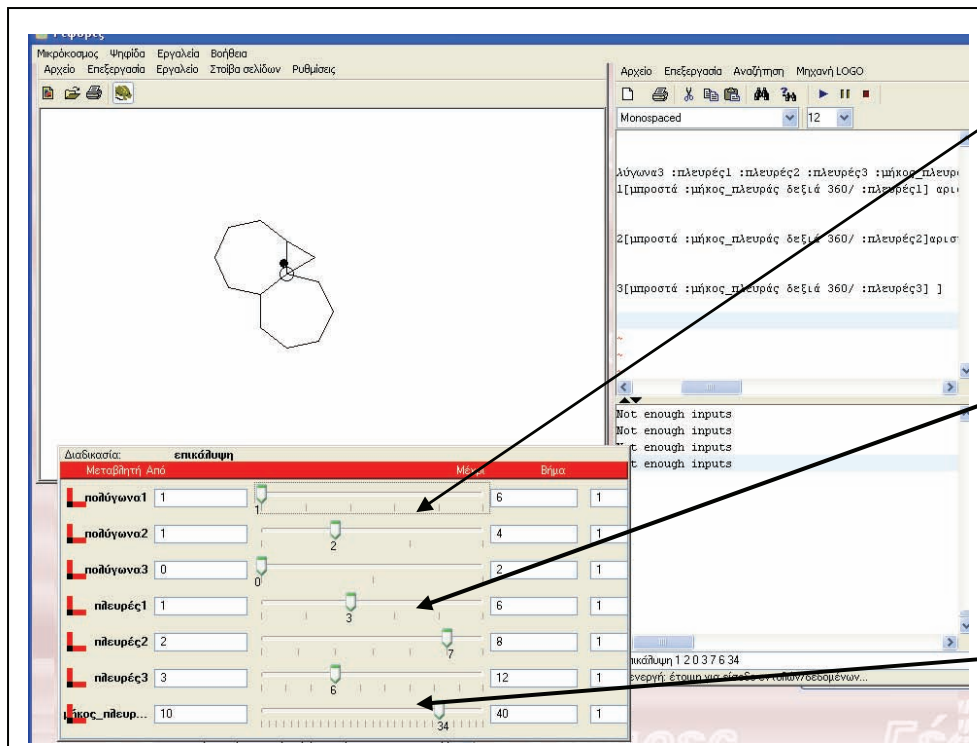 Μικρόκοσμος Ψηφίδα Εργαλεία Βοήθεια
Αρχείο Επεξεργασία Εργαλείο Στοίβα σελίδων Ρυθμίσεις
Αρχείο Επεξεργασία Αναζήτηση Μηχανή LOGO
Monospaced 12
λύγωνα3 :πλευρές1 :πλευρές2 :πλευρές3 :μήκος_πλευρ
1[μπροστά :μήκος_πλευράς δεξιά 360/ :πλευρές1] αρι
2[μπροστά :μήκος_πλευράς δεξιά 360/ :πλευρές2]αρισ
3[μπροστά :μήκος_πλευράς δεξιά 360/ :πλευρές3] ]
~
~
Not enough inputs
Not enough inputs
Not enough inputs
t enough inputs
πικάλυψη 1 2 0 3 7 6 34
ενεργή: έτοιμη για είσοδο εντολών/δεδομένων...
Διαδικασία: επικάλυψη
Μεταβλητή Από Μέχρι Βήμα
πολύγωνα1 1 1 6 1
πολύγωνα2 1 2 4 1
πολύγωνα3 0 0 2 1
πλευρές1 1 3 6 1
πλευρές2 2 7 8 1
πλευρές3 3 6 12 1
μήκος_πλευρ... 10 34 40 1